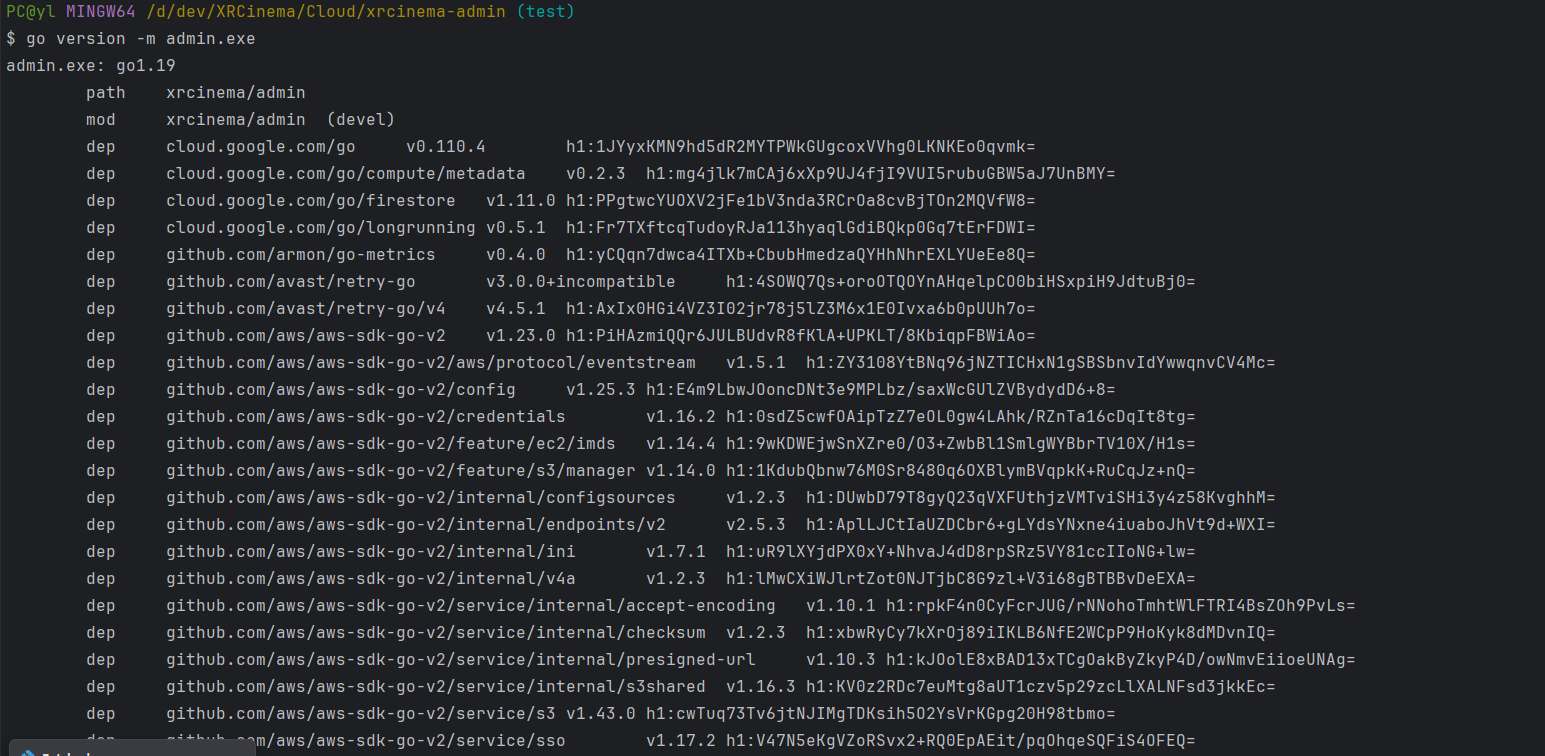 PC@yl MINGW64 /d/dev/XRCinema/Cloud/xrcinema-admin (test)
$ go version -m admin.exe
admin.exe: go1.19
path xrcinema/admin
mod xrcinema/admin (devel)
dep cloud.google.com/go v0.110.4 h1:1JYyxKMN9hd5dR2MYTPWkGUgcoxVVhg0LKNKEo0qvmk=
dep cloud.google.com/go/compute/metadata v0.2.3 h1:mg4jlk7mCAj6xXp9UJ4fjI9VUI5rubuGBW5aJ7UnBMY=
dep cloud.google.com/go/firestore v1.11.0 h1:PPgtwcYUOXV2jFe1bV3nda3RCrOa8cvBjTOn2MQVfW8=
dep cloud.google.com/go/longrunning v0.5.1 h1:Fr7TXftcqTudoyRJa113hyaqlGdiBQkp0Gq7tErFDWI=
dep github.com/armon/go-metrics v0.4.0 h1:yCQqn7dwca4ITXb+CbubHmedzaQYHhNhrEXLYUeEe8Q=
dep github.com/avast/retry-go v3.0.0+incompatible h1:4SOWQ7Qs+oroOTQOYnAHqelpCO0biHSxpiH9JdtuBj0=
dep github.com/avast/retry-go/v4 v4.5.1 h1:AxIx0HGi4VZ3I02jr78j5lZ3M6x1E0Ivxa6b0pUUh7o=
dep github.com/aws/aws-sdk-go-v2 v1.23.0 h1:PiHAzmiQQr6JULBUdvR8fKlA+UPKLT/8KbiqpFBWiAo=
dep github.com/aws/aws-sdk-go-v2/aws/protocol/eventstream v1.5.1 h1:ZY3108YtBNq96jNZTICHxN1gSBSbnvIdYwwqnvCV4Mc=
dep github.com/aws/aws-sdk-go-v2/config v1.25.3 h1:E4m9LbwJOoncDNt3e9MPLbz/saxWcGUlZVBydydD6+8=
dep github.com/aws/aws-sdk-go-v2/credentials v1.16.2 h1:0sdZ5cwfOAipTzZ7eOL0gw4LAhk/RZnTa16cDqIt8tg=
dep github.com/aws/aws-sdk-go-v2/feature/ec2/imds v1.14.4 h1:9wKDWEjwSnXZre0/O3+ZwbBl1SmlgWYBbrTV10X/H1s=
dep github.com/aws/aws-sdk-go-v2/feature/s3/manager v1.14.0 h1:1KdubQbnw76M0Sr8480q6OXBlymBVqpkK+RuCqJz+nQ=
dep github.com/aws/aws-sdk-go-v2/internal/configsources v1.2.3 h1:DUwbD79T8gyQ23qVXFUthjzVMTviSHi3y4z58KvghhM=
dep github.com/aws/aws-sdk-go-v2/internal/endpoints/v2 v2.5.3 h1:AplLJCtIaUZDCbr6+gLYdsYNxne4iuaboJhVt9d+WXI=
dep github.com/aws/aws-sdk-go-v2/internal/ini v1.7.1 h1:uR9lXYjdPX0xY+NhvaJ4dD8rpSRz5VY81ccIIoNG+lw=
dep github.com/aws/aws-sdk-go-v2/internal/v4a v1.2.3 h1:lMwCXiWJlrtZot0NJTjbC8G9zl+V3i68gBTBBvDeEXA=
dep github.com/aws/aws-sdk-go-v2/service/internal/accept-encoding v1.10.1 h1:rpkF4n0CyFcrJUG/rNNohoTmhtWlFTRI4BsZOh9PvLs=
dep github.com/aws/aws-sdk-go-v2/service/internal/checksum v1.2.3 h1:xbwRyCy7kXrOj89iIKLB6NfE2WCpP9HoKyk8dMDvnIQ=
dep github.com/aws/aws-sdk-go-v2/service/internal/presigned-url v1.10.3 h1:kJOolE8xBAD13xTCgOakByZkyP4D/owNmvEiioeUNAg=
dep github.com/aws/aws-sdk-go-v2/service/internal/s3shared v1.16.3 h1:KV0z2RDc7euMtg8aUT1czv5p29zcLlXALNFsd3jkkEc=
dep github.com/aws/aws-sdk-go-v2/service/s3 v1.43.0 h1:cwTuq73Tv6jtNJIMgTDKsih5O2YsVrKGpg20H98tbmo=
/aws/aws-sdk-go-v2/service/sso v1.17.2 h1:V47N5eKgVZoRSvx2+RQ0EpAEit/pqOhqeSQFiS4OFEQ=